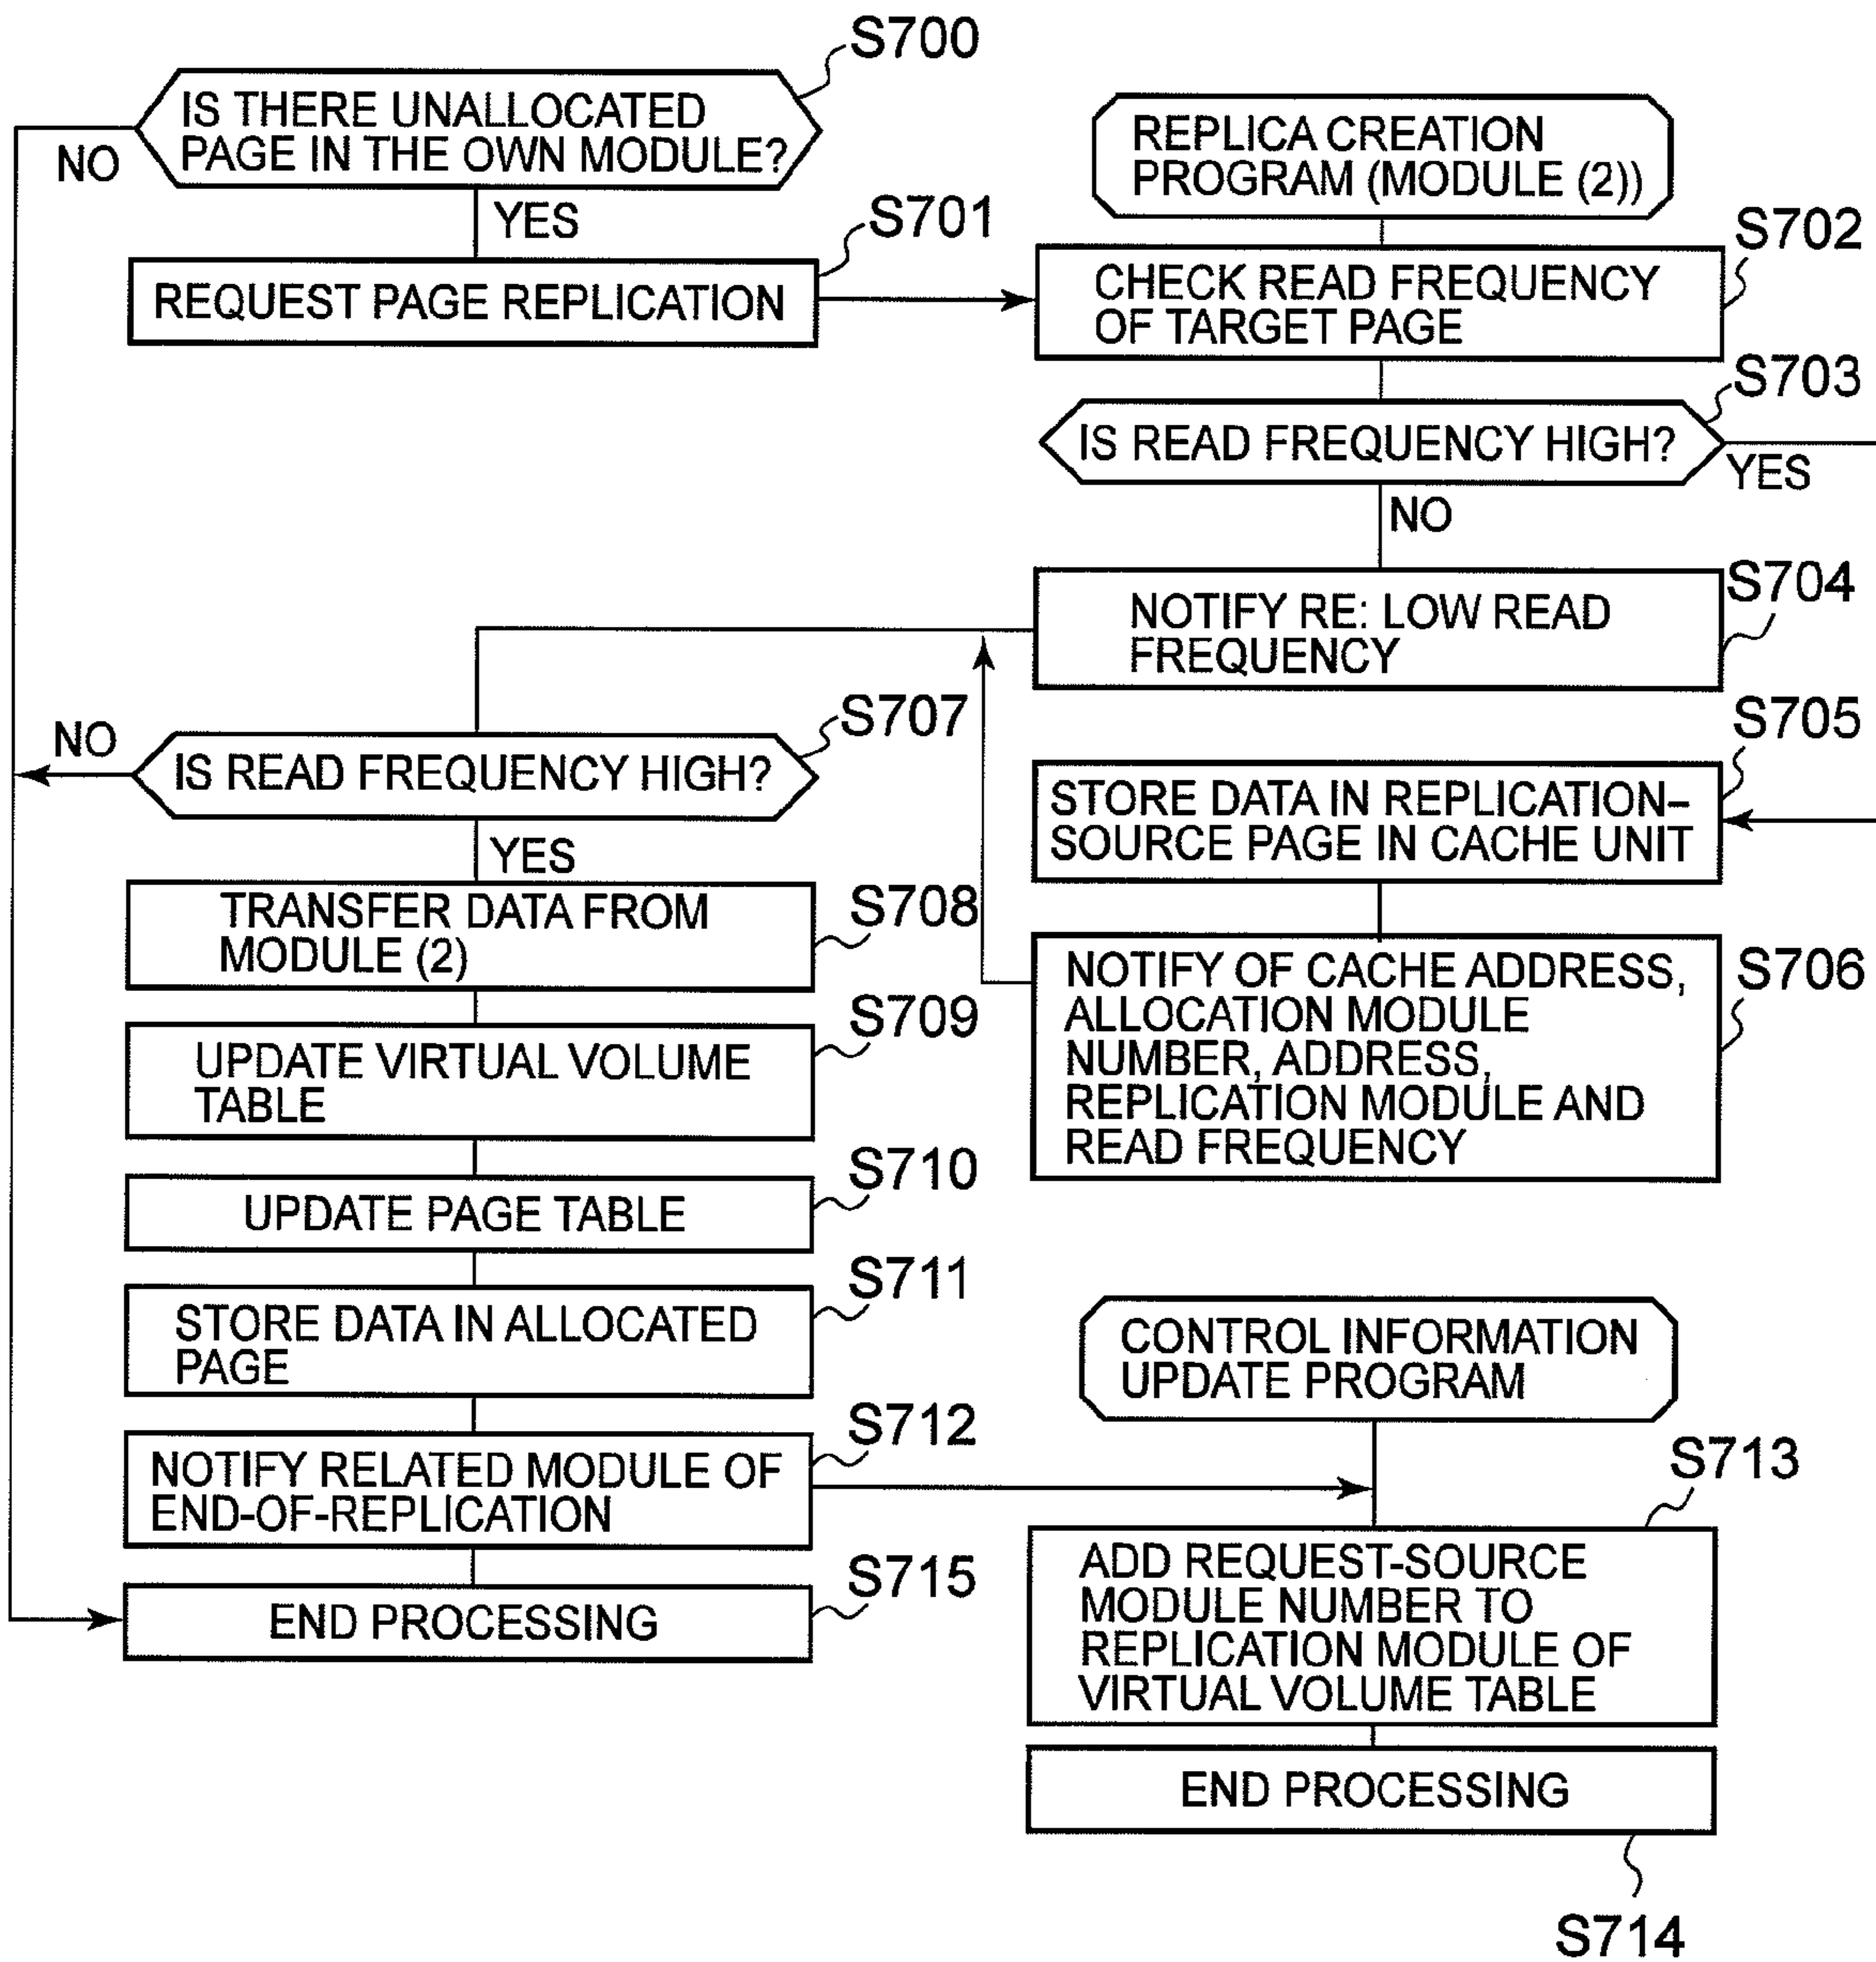 S700
IS THERE UNALLOCATED
PAGE IN THE OWN MODULE?
NO
YES
S701
REQUEST PAGE REPLICATION
REPLICA CREATION
PROGRAM (MODULE (2))
S702
CHECK READ FREQUENCY
OF TARGET PAGE
S703
IS READ FREQUENCY HIGH?
YES
NO
S704
NOTIFY RE: LOW READ
FREQUENCY
S705
STORE DATA IN REPLICATION–
SOURCE PAGE IN CACHE UNIT
S706
NOTIFY OF CACHE ADDRESS,
ALLOCATION MODULE
NUMBER, ADDRESS,
REPLICATION MODULE AND
READ FREQUENCY
S707
NO
IS READ FREQUENCY HIGH?
YES
S708
TRANSFER DATA FROM
MODULE (2)
S709
UPDATE VIRTUAL VOLUME
TABLE
S710
UPDATE PAGE TABLE
S711
STORE DATA IN ALLOCATED
PAGE
S712
NOTIFY RELATED MODULE OF
END-OF-REPLICATION
S715
END PROCESSING
CONTROL INFORMATION
UPDATE PROGRAM
S713
ADD REQUEST-SOURCE
MODULE NUMBER TO
REPLICATION MODULE OF
VIRTUAL VOLUME TABLE
END PROCESSING
S714